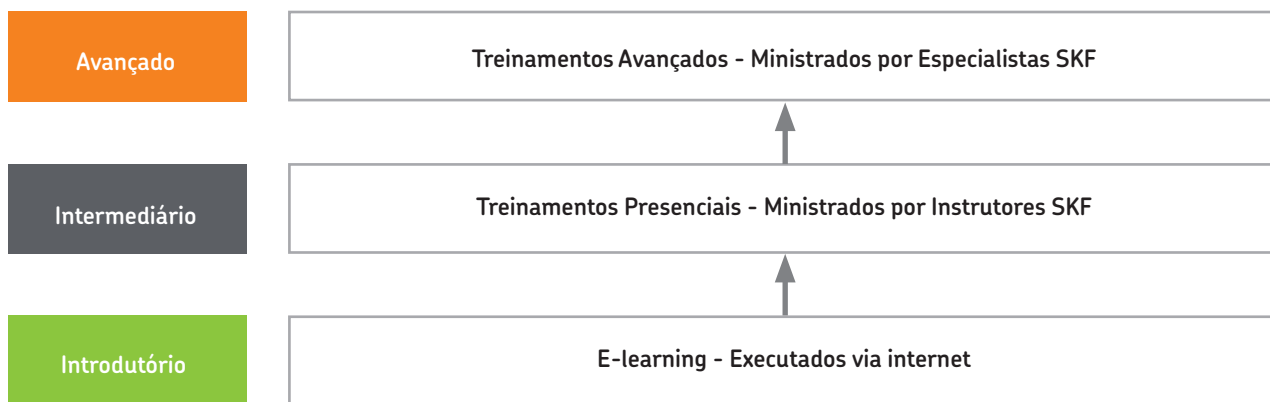 Avançado
Treinamentos Avançados - Ministrados por Especialistas SKF
Intermediário
Treinamentos Presenciais - Ministrados por Instrutores SKF
Introdutório
E-learning - Executados via internet